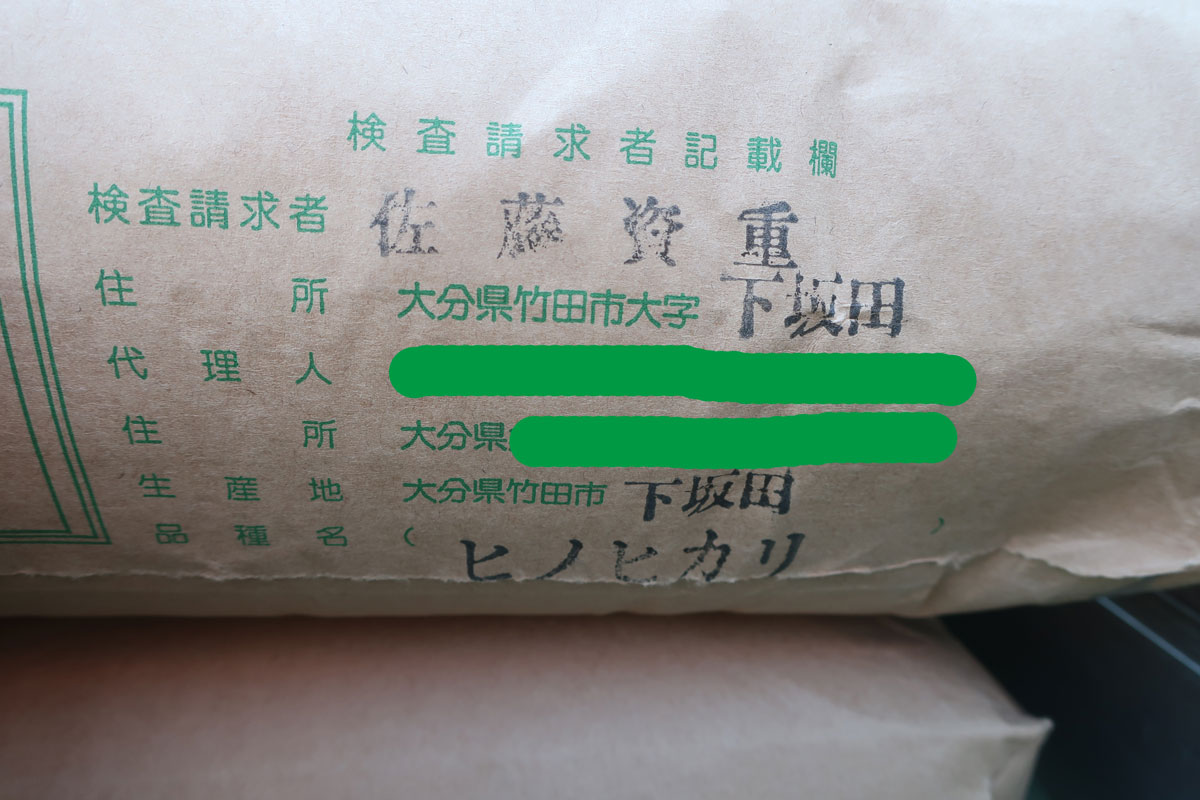 検査請求者記載欄
検査請求者 佐藤資重
住所 大分県竹田市大字下坂田
代理人
住所 大分県
生産地 大分県竹田市 下坂田
品種名 (ヒノヒカリ)